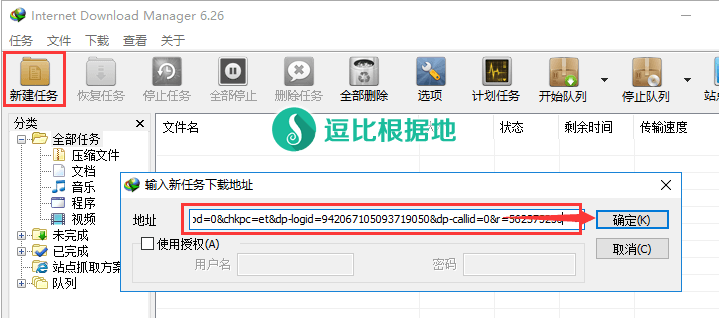 Internet Download Manager 6.26
任务 文件 下载 查看 关于
新建任务 恢复任务 停止任务 全部停止 删除任务 全部删除 选项 计划任务 开始队列 停止队列 站点
分类
文件名 状态 剩余时间 传输速度
全部任务
压缩文件
文档
音乐
程序
视频
未完成
已完成
站点抓取方案
队列
逗比根据地
输入新任务下载地址
地址
od=0&chkpc=et&dp-logid=942067105093719050&dp-callid=0&r=562575258
确定(K)
使用授权(A)
取消(C)
用户名
密码